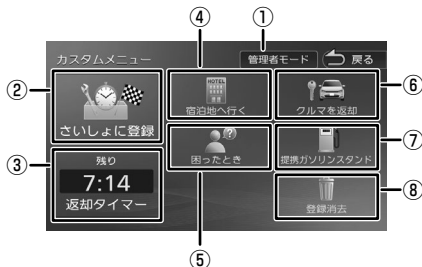 ④
①
カスタムメニュー
管理者モード
戻る
②
さいしょに登録
HOTEL
宿泊地へ行く
クルマを返却
⑥
③
残り
7:14
返却タイマー
?
困ったとき
提携ガソリンスタンド
⑦
登録消去
⑧
⑤